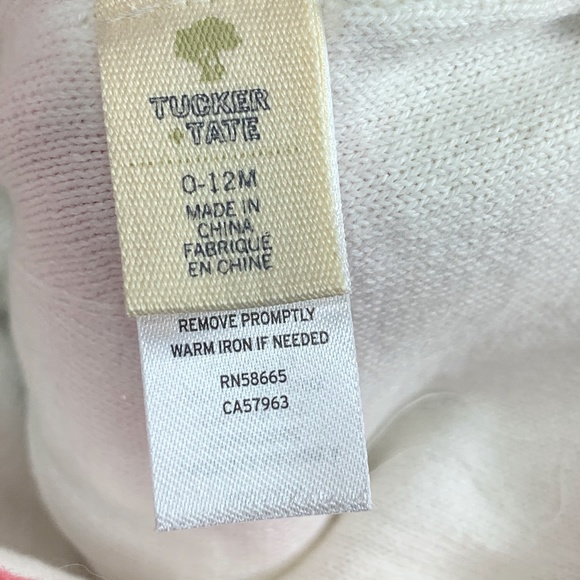 TUCKER
+TATE
0-12M
MADE IN
CHINA
FABRIQUÉ
EN CHINE
REMOVE PROMPTLY
WARM IRON IF NEEDED
RN58665
CA57963